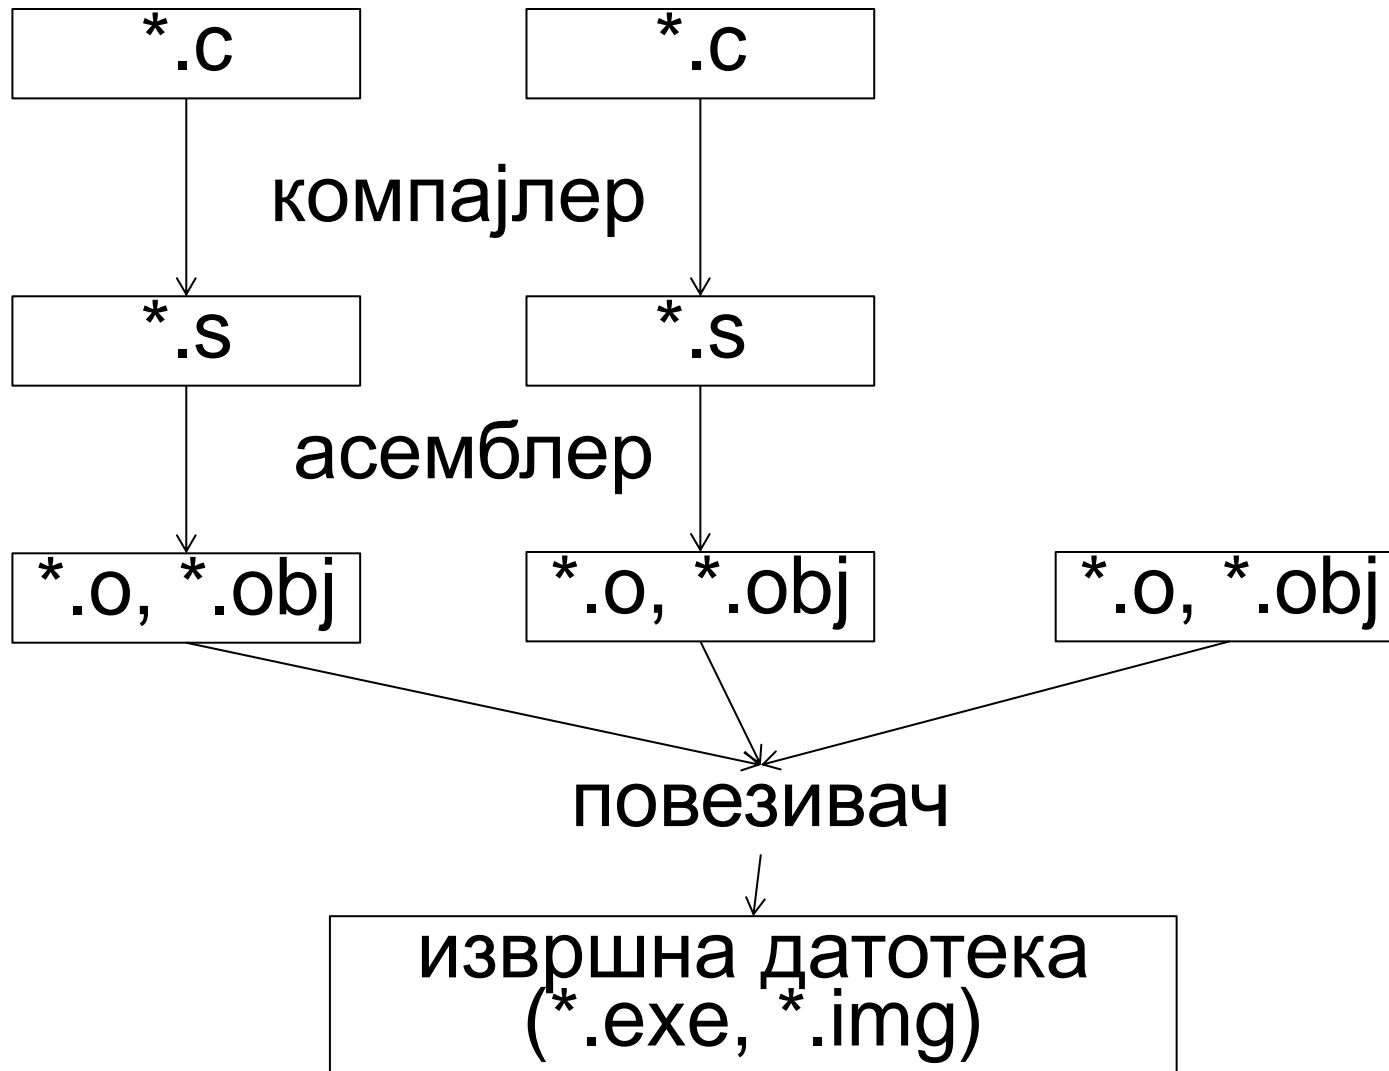 *.c
*.c
компајлер
*.s
*.s
асемблер
*.o, *.obj
*.o, *.obj
*.o, *.obj
повезивач
извршна датотека
(*.exe, *.img)